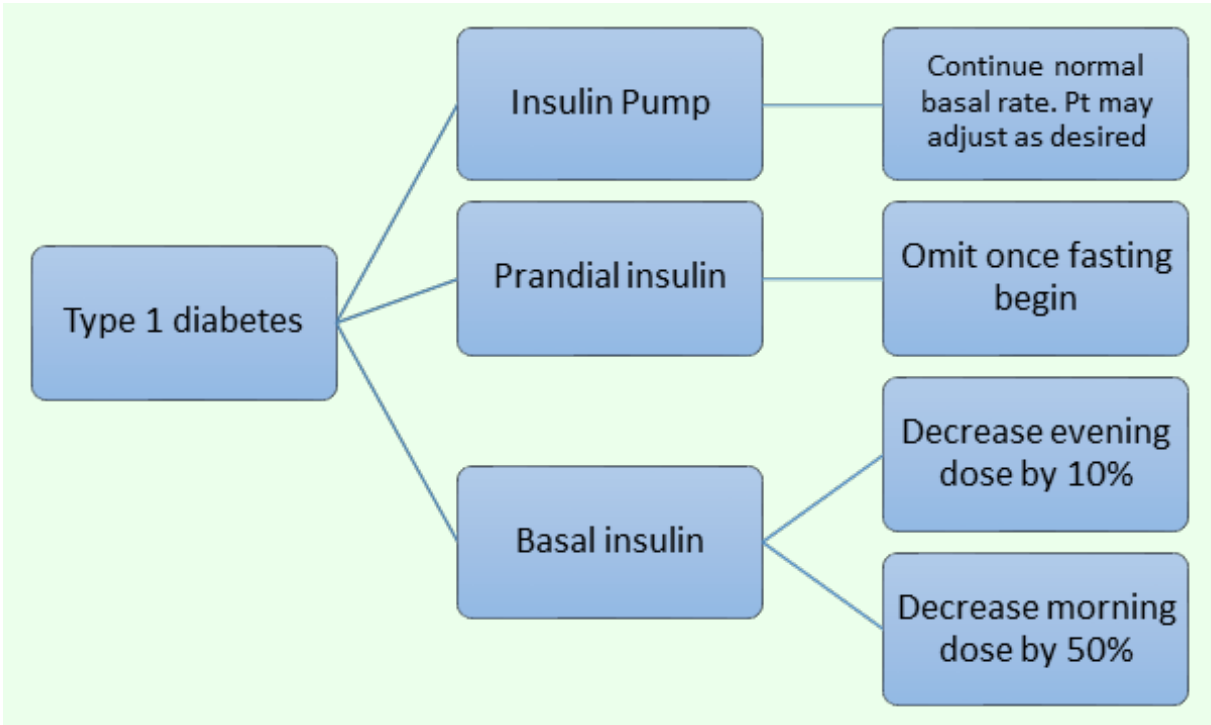 Type 1 diabetes
Insulin Pump
Continue normal
basal rate. Pt may
adjust as desired
Prandial insulin
Omit once fasting
begin
Basal insulin
Decrease evening
dose by 10%
Decrease morning
dose by 50%